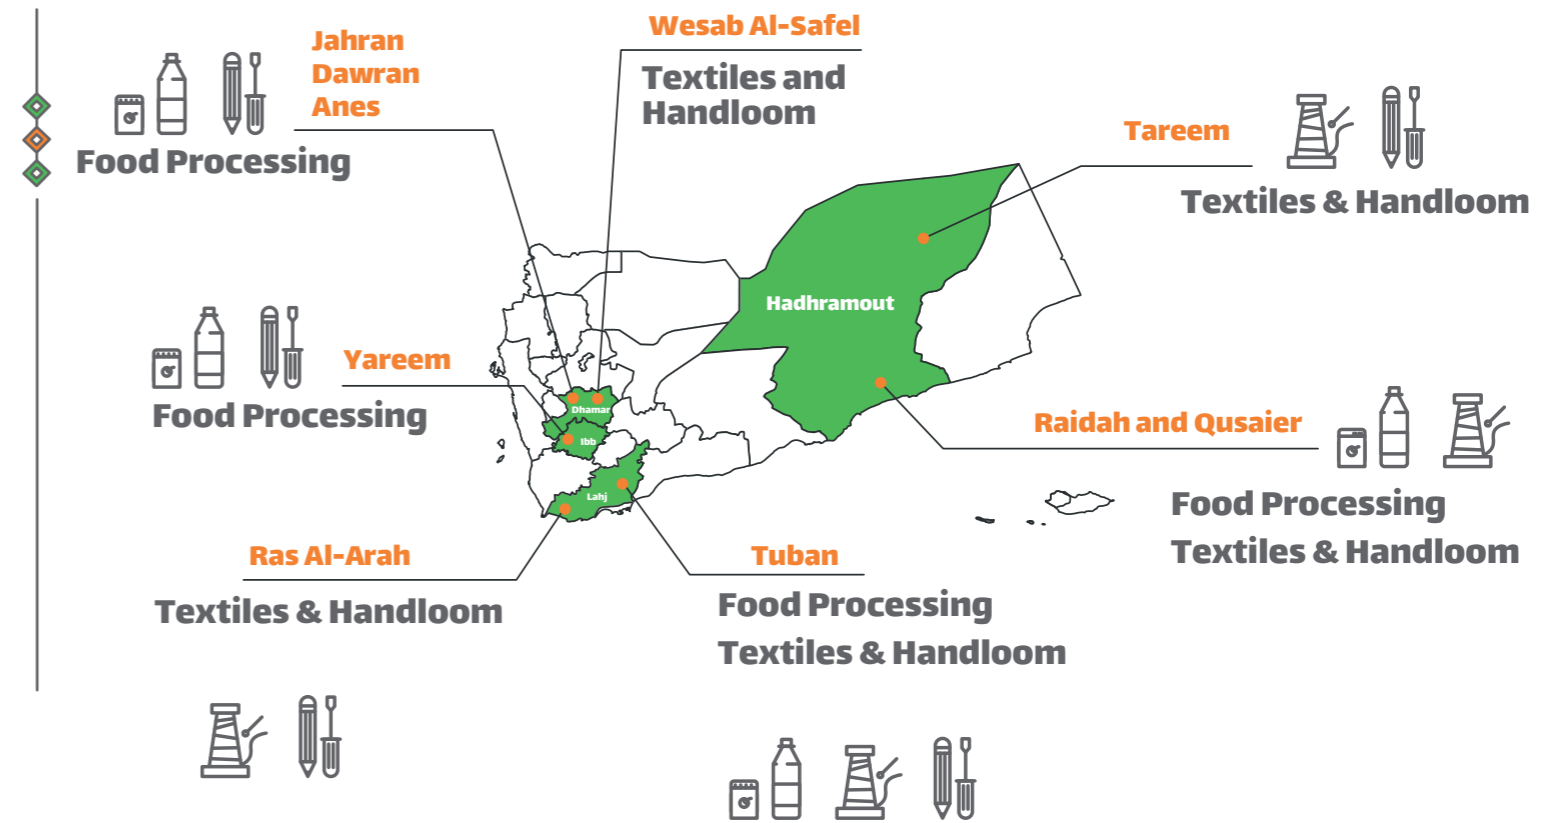 Jahran
Dawran
Anes
Food Processing
Wesab Al-Safel
Textiles and
Handloom
Tareem
Textiles & Handloom
Hadhramout
Yareem
Food Processing
Dhamar
Ibb
Lahj
Raidah and Qusaier
Food Processing
Textiles & Handloom
Ras Al-Arah
Textiles & Handloom
Tuban
Food Processing
Textiles & Handloom